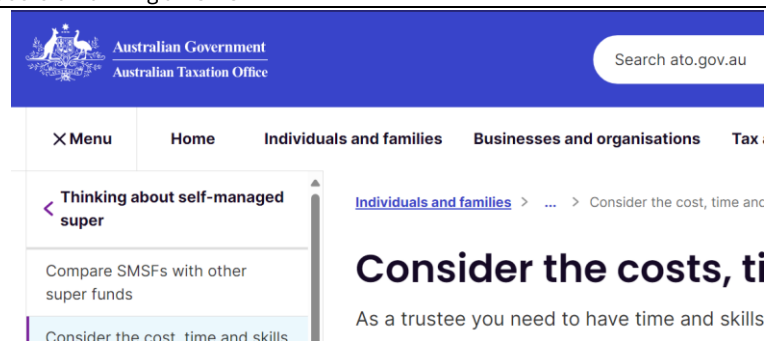 Australian Government
Australian Taxation Office
Search ato.gov.au
Menu Home Individuals and families Businesses and organisations Tax
Thinking about self-managed
super
Individuals and families > ... > Consider the cost, time and
Compare SMSFs with other
super funds
Consider the costs, ti
As a trustee you need to have time and skills
Consider the cost, time and skills